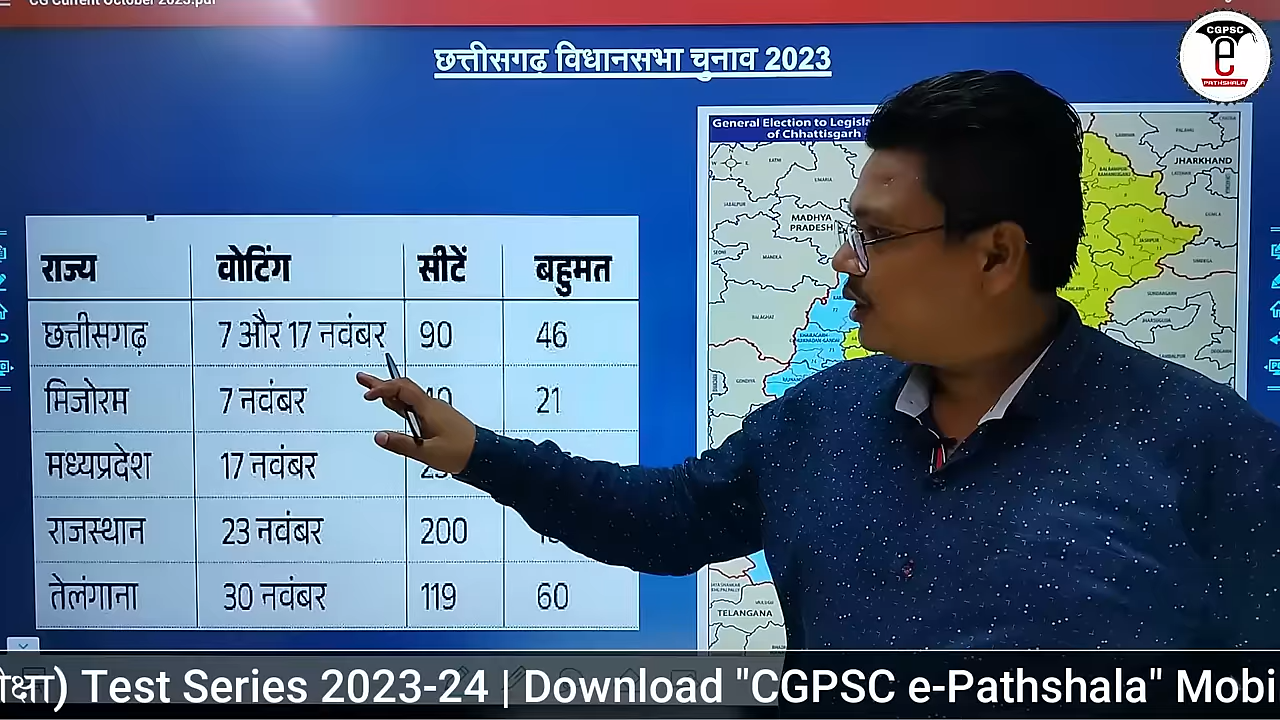 CG Current October 2023.pdf
CGPSC
e
PATHSHALA
छत्तीसगढ़ विधानसभा चुनाव 2023
General Election to Legisla
of Chhattisgarh
राज्य वोटिंग सीटें बहुमत
छत्तीसगढ़ 7 और 17 नवंबर 90 46
मिजोरम 7 नवंबर 40 21
मध्यप्रदेश 17 नवंबर
राजस्थान 23 नवंबर 200
तेलंगाना 30 नवंबर 119 60
JHARKHAND
MADHYA
PRADESH
BALAGHAT
TELANGANA
Test Series 2023-24 | Download "CGPSC e-Pathshala" Mobi